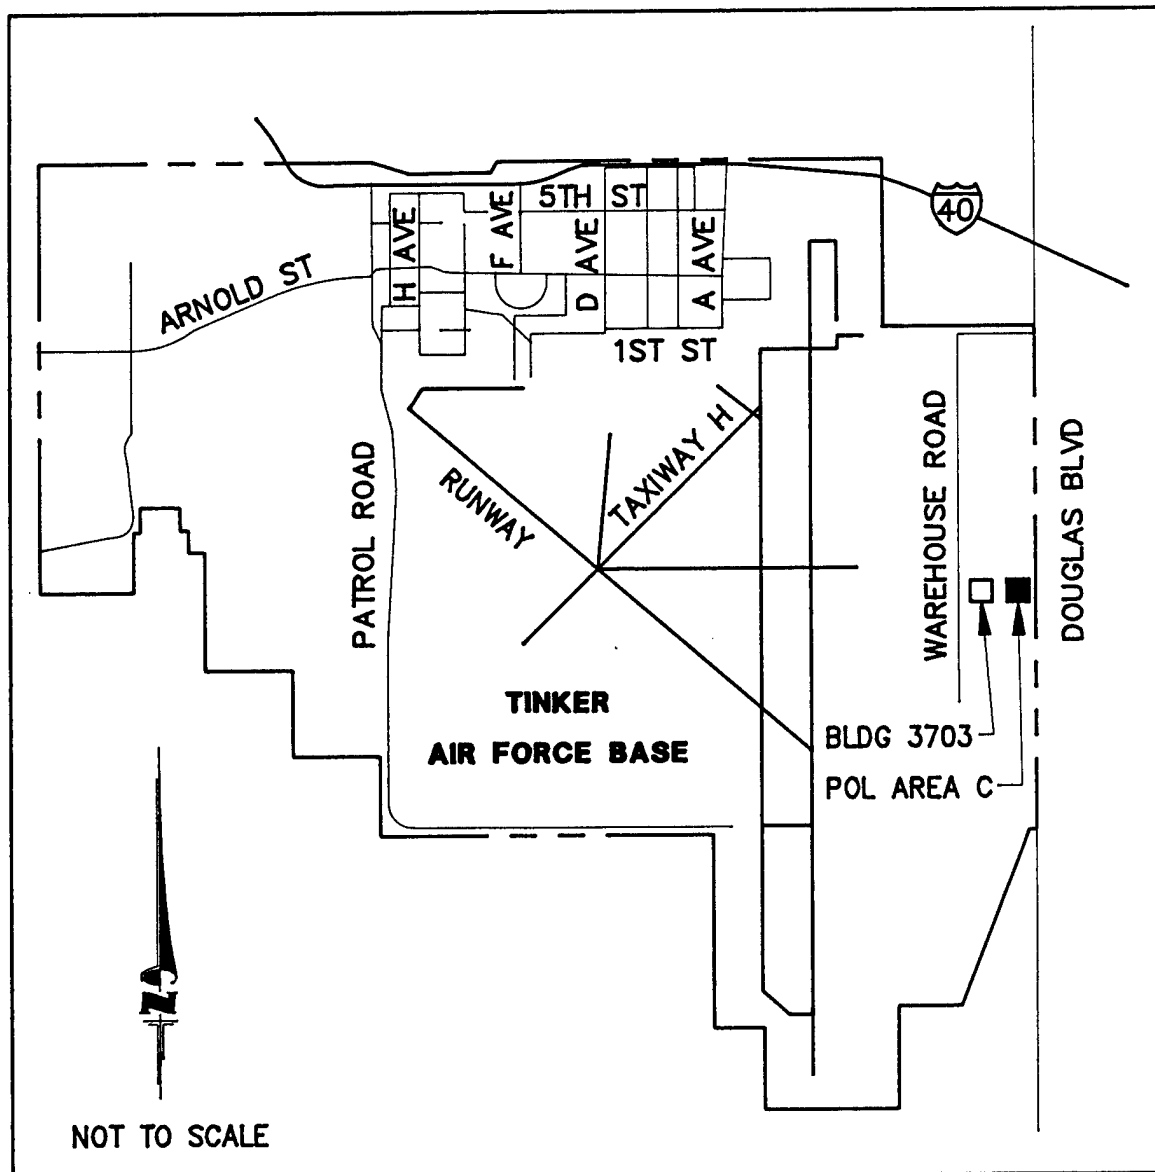 40
5TH ST
H AVE
F AVE
D AVE
A AVE
ARNOLD ST
1ST ST
PATROL ROAD
RUNWAY
TAXIWAY H
WAREHOUSE ROAD
DOUGLAS BLVD
TINKER
AIR FORCE BASE
BLDG 3703
POL AREA C
N
NOT TO SCALE